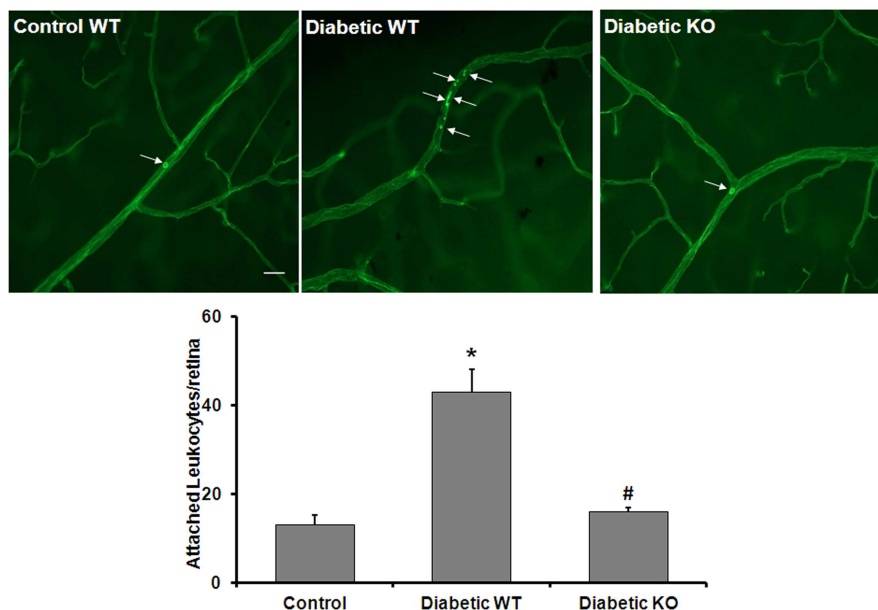 Control WT
Diabetic WT
Diabetic KO
Attached Leukocytes/retina
60
40
20
0
*
#
Control
Diabetic WT
Diabetic KO